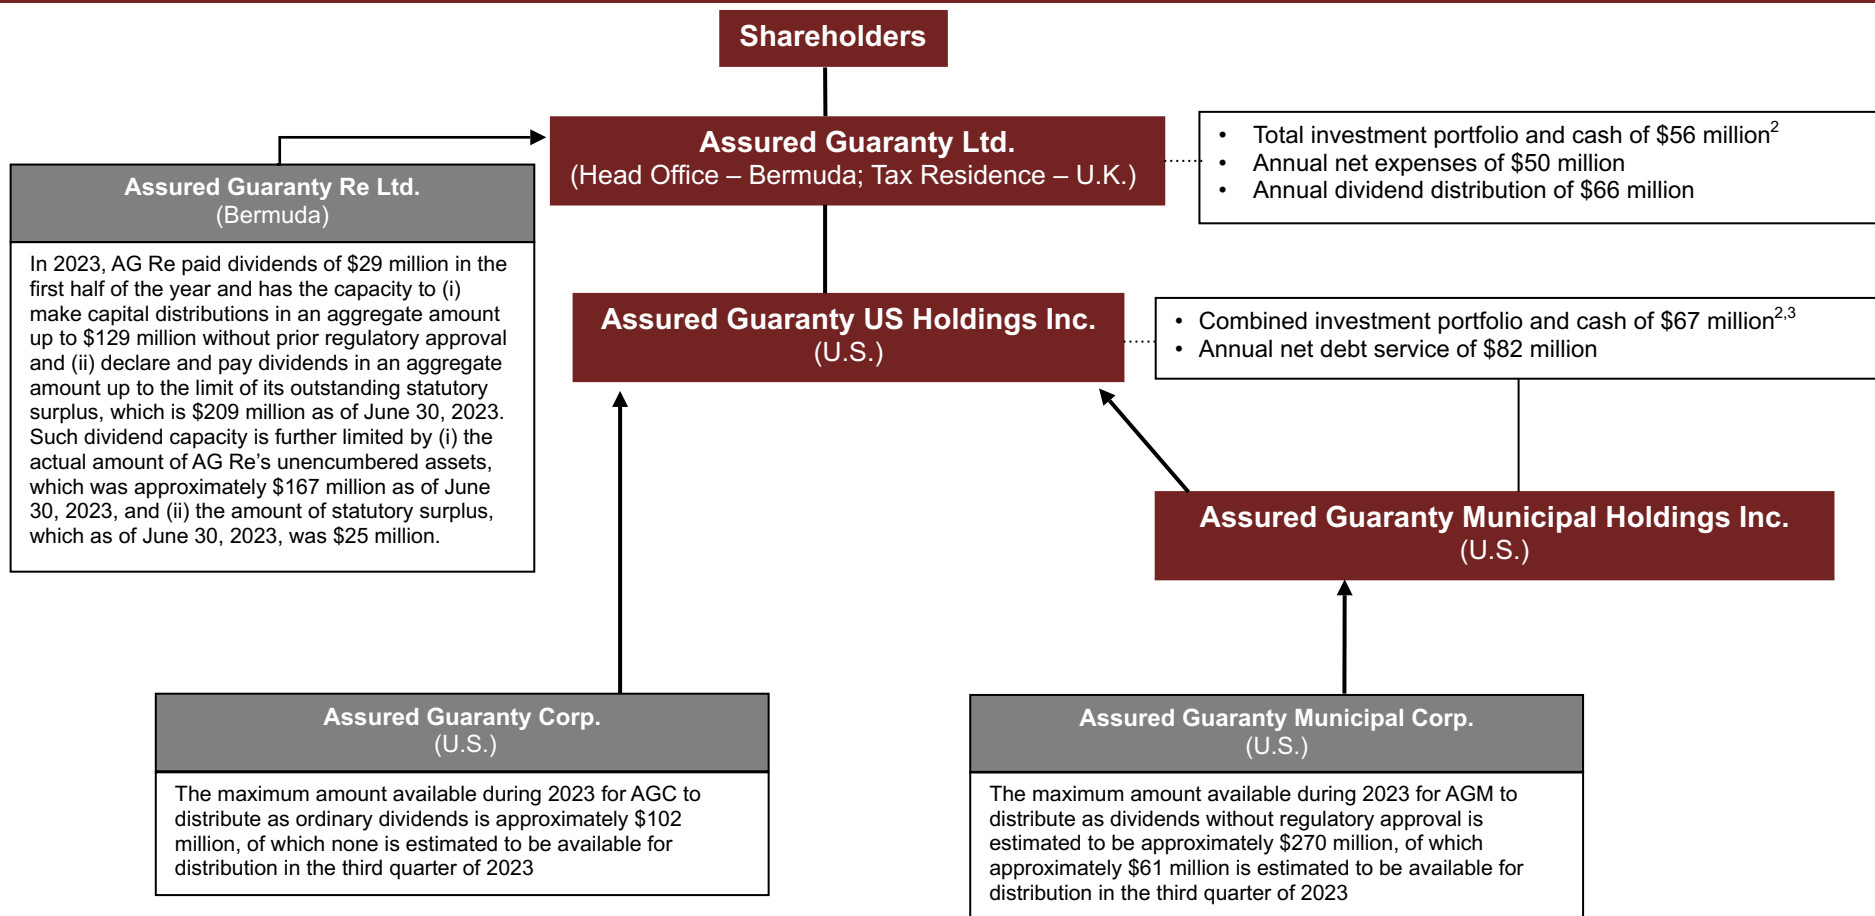 Shareholders
Assured Guaranty Ltd.
(Head Office – Bermuda; Tax Residence – U.K.)
• Total investment portfolio and cash of $56 million2
• Annual net expenses of $50 million
• Annual dividend distribution of $66 million
Assured Guaranty Re Ltd.
(Bermuda)
In 2023, AG Re paid dividends of $29 million in the
first half of the year and has the capacity to (i)
make capital distributions in an aggregate amount
up to $129 million without prior regulatory approval
and (ii) declare and pay dividends in an aggregate
amount up to the limit of its outstanding statutory
surplus, which is $209 million as of June 30, 2023.
Such dividend capacity is further limited by (i) the
actual amount of AG Re’s unencumbered assets,
which was approximately $167 million as of June
30, 2023, and (ii) the amount of statutory surplus,
which as of June 30, 2023, was $25 million.
Assured Guaranty US Holdings Inc.
(U.S.)
• Combined investment portfolio and cash of $67 million2,3
• Annual net debt service of $82 million
Assured Guaranty Municipal Holdings Inc.
(U.S.)
Assured Guaranty Corp.
(U.S.)
The maximum amount available during 2023 for AGC to
distribute as ordinary dividends is approximately $102
million, of which none is estimated to be available for
distribution in the third quarter of 2023
Assured Guaranty Municipal Corp.
(U.S.)
The maximum amount available during 2023 for AGM to
distribute as dividends without regulatory approval is
estimated to be approximately $270 million, of which
approximately $61 million is estimated to be available for
distribution in the third quarter of 2023